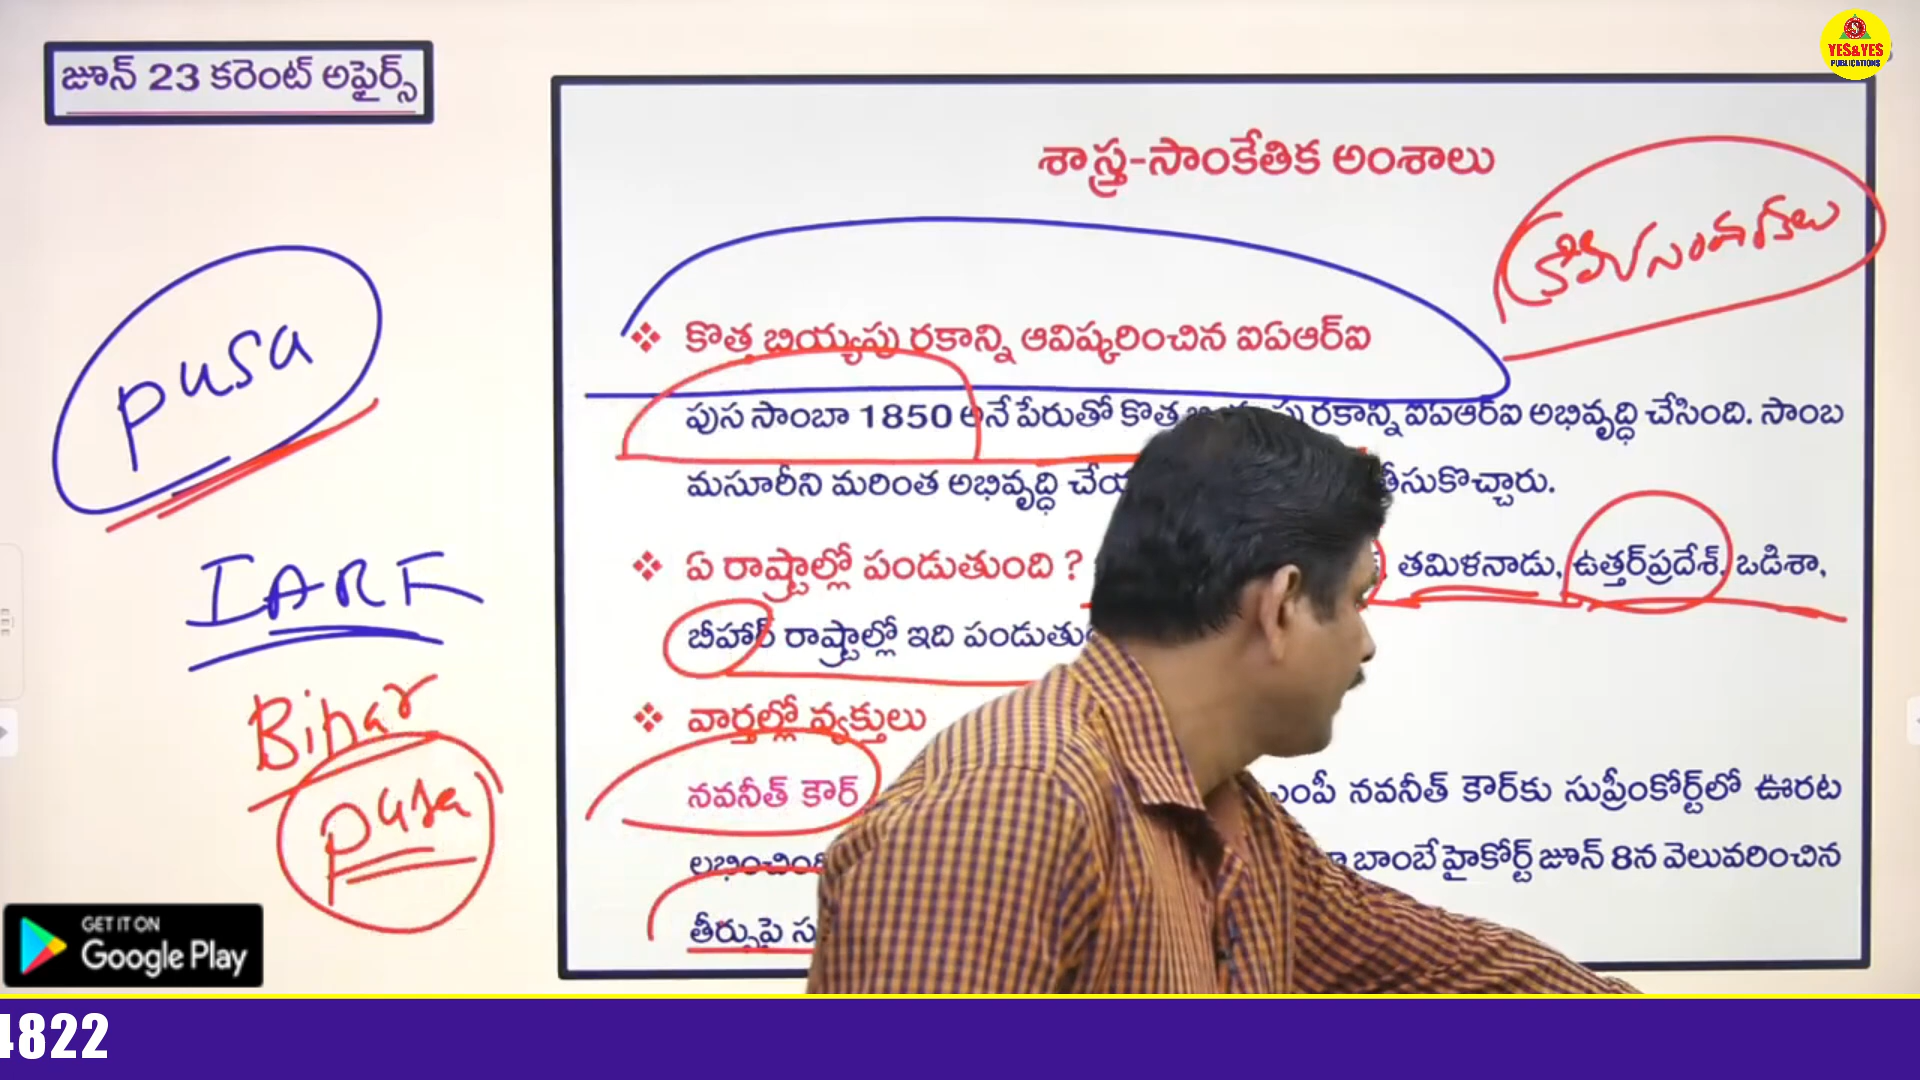 జూన్ 23 కరెంట్ అఫైర్స్
YES&YES
PUBLICATIONS
శాస్త్ర-సాంకేతిక అంశాలు
pusa
కొత్త బియ్యపు రకాన్ని ఆవిష్కరించిన ఐఏఆర్ఐ
పుస సాంబా 1850 అనే పేరుతో కొత్త రకాన్ని ఐఏఆర్ఐ అభివృద్ధి చేసింది. సాంబ
మసూరీని మరింత అభివృద్ధి తీసుకొచ్చారు.
IARI
ఏ రాష్ట్రాల్లో పండుతుంది ? తమిళనాడు, ఉత్తర్‌ప్రదేశ్, ఒడిశా,
బీహార్ రాష్ట్రాల్లో ఇది
Bihar
pusa
వార్తల్లో వ్యక్తులు
నవనీత్ కౌర్ నవనీత్ కౌర్‌కు సుప్రీంకోర్ట్‌లో ఊరట
బాంబే హైకోర్ట్ జూన్ 8న వెలువరించిన
తీర్పుపై
GET IT ON
Google Play
4822